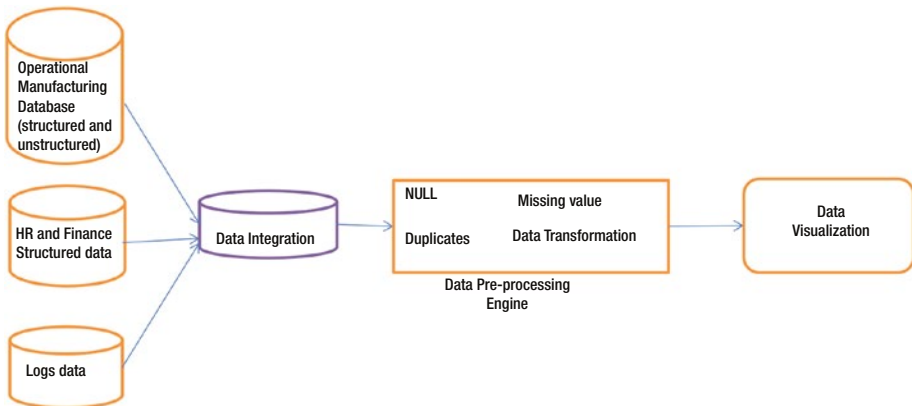 Operational
Manufacturing
Database
(structured and
unstructured)
HR and Finance
Structured data
Logs data
Data Integration
NULL
Missing value
Duplicates
Data Transformation
Data Pre-processing
Engine
Data
Visualization